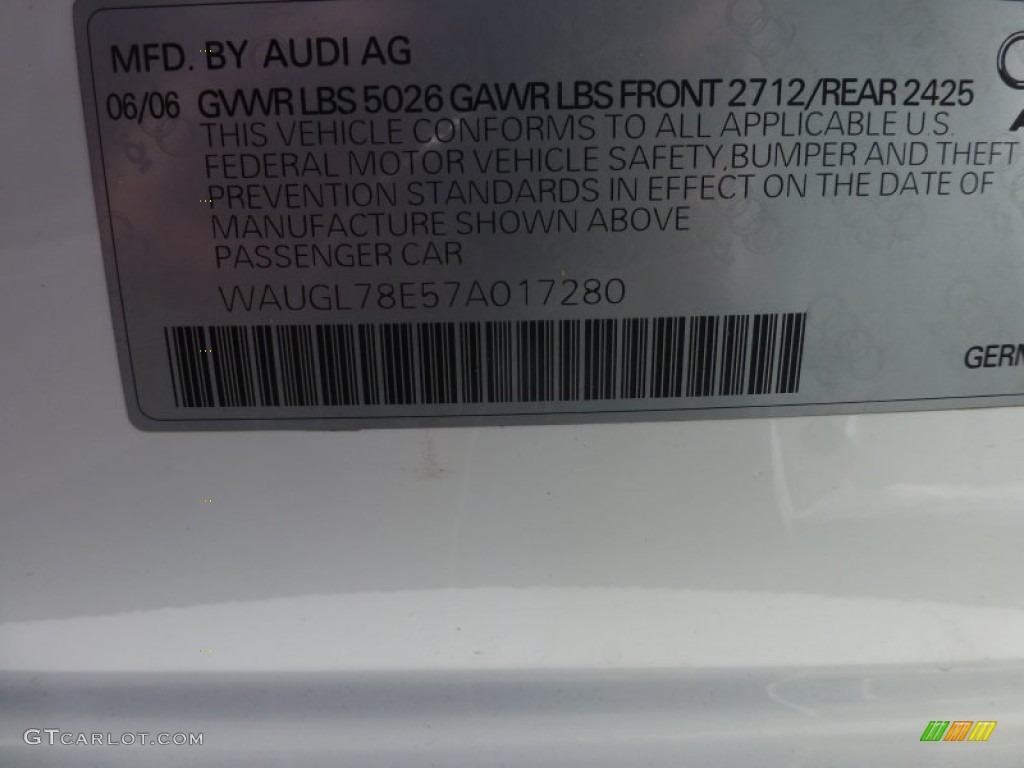 MFD. BY AUDI AG
06/06 GVWR LBS 5026 GAWR LBS FRONT 2712/REAR 2425
THIS VEHICLE CONFORMS TO ALL APPLICABLE U.S.
FEDERAL MOTOR VEHICLE SAFETY, BUMPER AND THEFT
PREVENTION STANDARDS IN EFFECT ON THE DATE OF
MANUFACTURE SHOWN ABOVE
PASSENGER CAR
WAUGL78E57A017280
GERM
GTCARLOT.COM